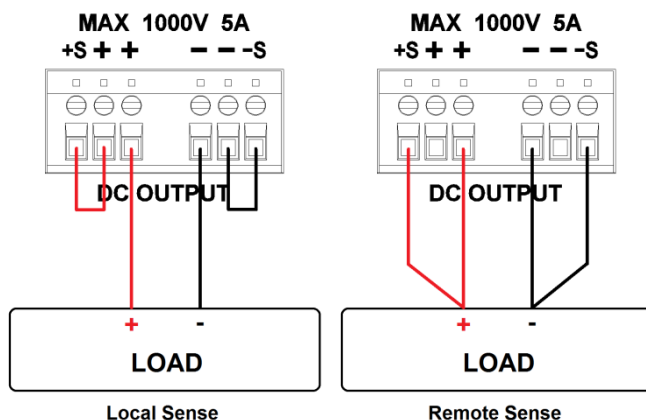 MAX 1000V 5A
+S + + − − −S
DC OUTPUT
+ -
LOAD
Local Sense
MAX 1000V 5A
+S + + − − −S
DC OUTPUT
+ -
LOAD
Remote Sense